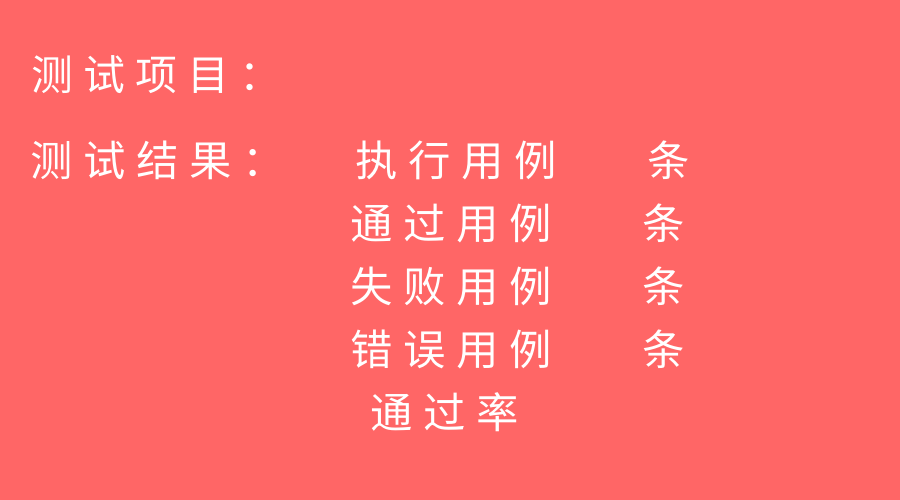 测试项目：
测试结果： 执行用例 条
通过用例 条
失败用例 条
错误用例 条
通过率